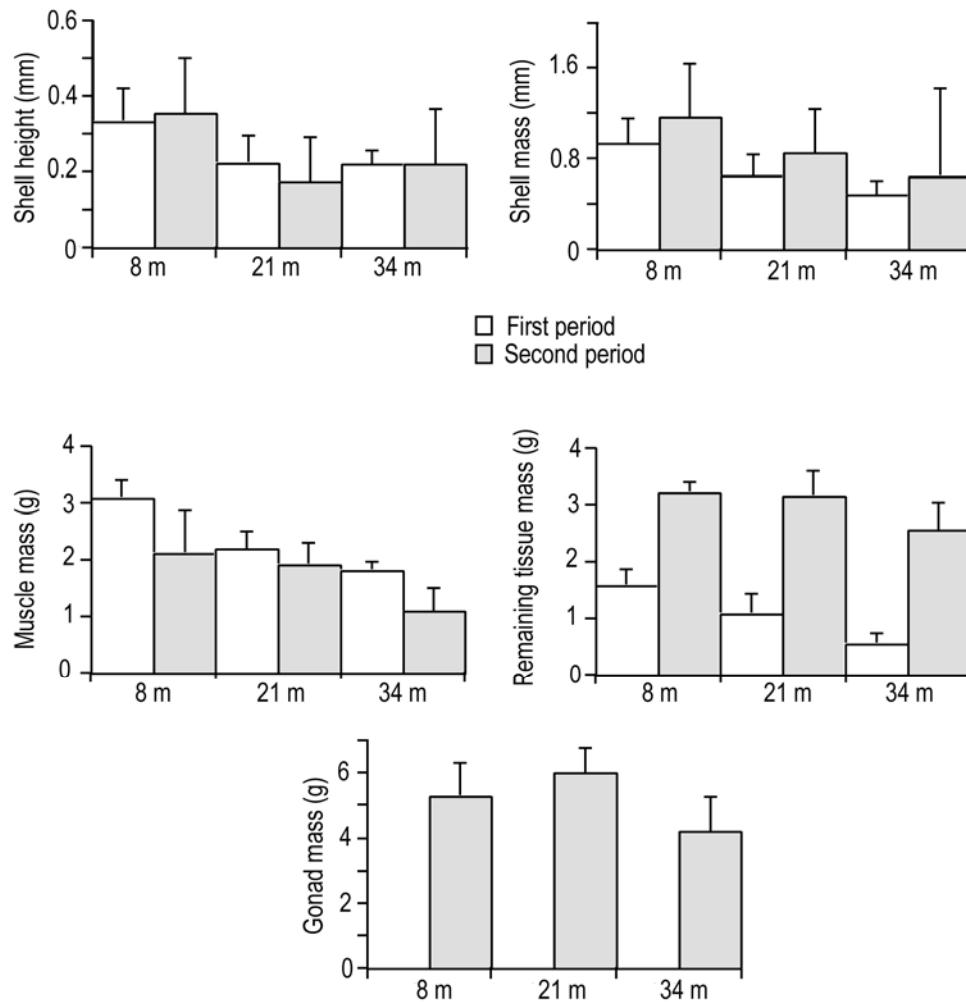 Shell height (mm)
0.6
0.4
0.2
0
8 m 21 m 34 m
Shell mass (mm)
1.6
0.8
0
8 m 21 m 34 m
First period
Second period
Muscle mass (g)
4
3
2
1
0
8 m 21 m 34 m
Remaining tissue mass (g)
4
3
2
1
0
8 m 21 m 34 m
Gonad mass (g)
6
4
2
0
8 m 21 m 34 m